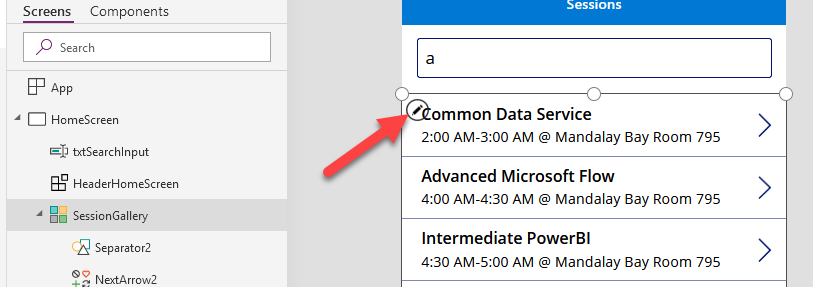 Screens Components
Search
App
HomeScreen
txtSearchInput
HeaderHomeScreen
SessionGallery
Separator2
NextArrow2
Sessions
a
Common Data Service
2:00 AM-3:00 AM @ Mandalay Bay Room 795
Advanced Microsoft Flow
4:00 AM-4:30 AM @ Mandalay Bay Room 795
Intermediate PowerBI
4:30 AM-5:00 AM @ Mandalay Bay Room 795